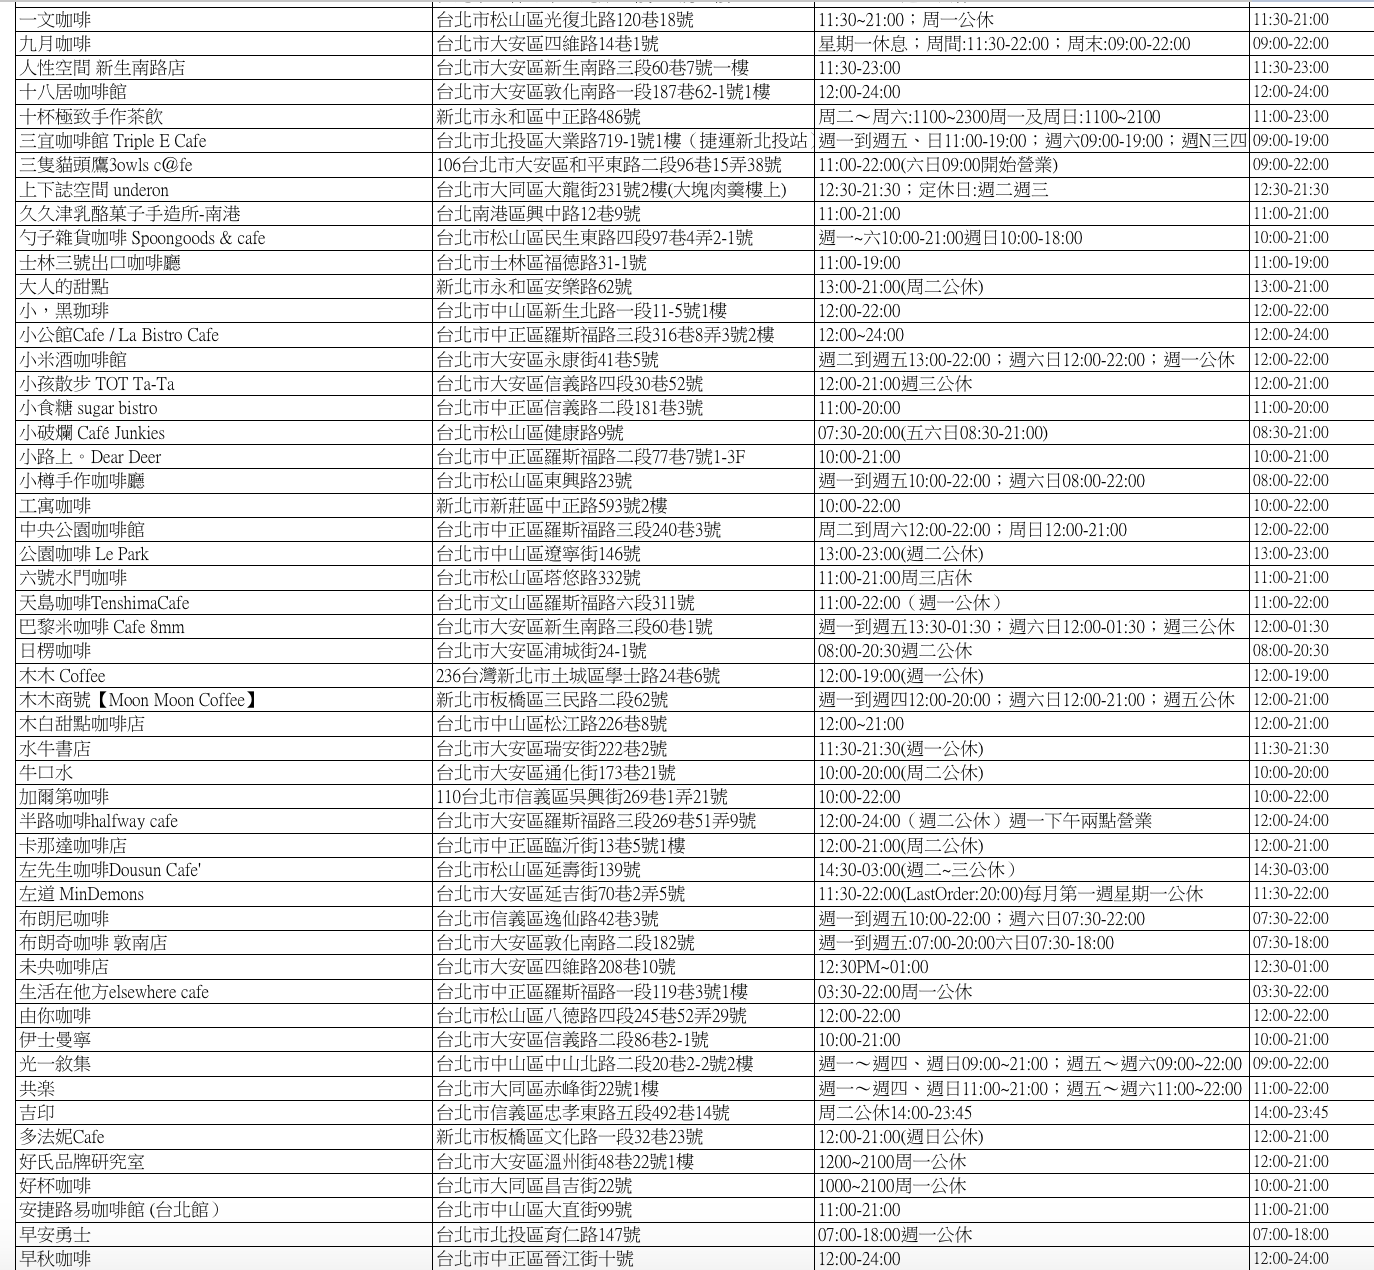 一文咖啡 台北市松山區光復北路120巷18號 11:30~21:00；周一公休 11:30-21:00
九月咖啡 台北市大安區四維路14巷1號 星期一休息；周間:11:30-22:00；周末:09:00-22:00 09:00-22:00
人性空間 新生南路店 台北市大安區新生南路三段60巷7號一樓 11:30-23:00 11:30-23:00
十八居咖啡館 台北市大安區敦化南路一段187巷62-1號1樓 12:00-24:00 12:00-24:00
十杯極致手作茶飲 新北市永和區中正路486號 周二～周六:1100~2300周一及周日:1100~2100 11:00-23:00
三宜咖啡館 Triple E Cafe 台北市北投區大業路719-1號1樓（捷運新北投站 週一到週五、日11:00-19:00；週六09:00-19:00；週N三四 09:00-19:00
三隻貓頭鷹3owls c@fe 106台北市大安區和平東路二段96巷15弄38號 11:00-22:00(六日09:00開始營業) 09:00-22:00
上下誌空間 underon 台北市大同區大龍街231號2樓(大塊肉羹樓上) 12:30-21:30；定休日:週二週三 12:30-21:30
久久津乳酪菓子手造所-南港 台北南港區興中路12巷9號 11:00-21:00 11:00-21:00
勺子雜貨咖啡 Spoongoods & cafe 台北市松山區民生東路四段97巷4弄2-1號 週一~六10:00-21:00週日10:00-18:00 10:00-21:00
士林三號出口咖啡廳 台北市士林區福德路31-1號 11:00-19:00 11:00-19:00
大人的甜點 新北市永和區安樂路62號 13:00-21:00(周二公休) 13:00-21:00
小，黑珈琲 台北市中山區新生北路一段11-5號1樓 12:00-22:00 12:00-22:00
小公館Cafe / La Bistro Cafe 台北市中正區羅斯福路三段316巷8弄3號2樓 12:00~24:00 12:00-24:00
小米酒咖啡館 台北市大安區永康街41巷5號 週二到週五13:00-22:00；週六日12:00-22:00；週一公休 12:00-22:00
小孩散步 TOT Ta-Ta 台北市大安區信義路四段30巷52號 12:00-21:00週三公休 12:00-21:00
小食糖 sugar bistro 台北市中正區信義路二段181巷3號 11:00-20:00 11:00-20:00
小破爛 Café Junkies 台北市松山區健康路9號 07:30-20:00(五六日08:30-21:00) 08:30-21:00
小路上。Dear Deer 台北市中正區羅斯福路二段77巷7號1-3F 10:00-21:00 10:00-21:00
小樽手作咖啡廳 台北市松山區東興路23號 週一到週五10:00-22:00；週六日08:00-22:00 08:00-22:00
工寓咖啡 新北市新莊區中正路593號2樓 10:00-22:00 10:00-22:00
中央公園咖啡館 台北市中正區羅斯福路三段240巷3號 周二到周六12:00-22:00；周日12:00-21:00 12:00-22:00
公園咖啡 Le Park 台北市中山區遼寧街146號 13:00-23:00(週二公休) 13:00-23:00
六號水門咖啡 台北市松山區塔悠路332號 11:00-21:00周三店休 11:00-21:00
天島咖啡TenshimaCafe 台北市文山區羅斯福路六段311號 11:00-22:00（週一公休） 11:00-22:00
巴黎米咖啡 Cafe 8mm 台北市大安區新生南路三段60巷1號 週一到週五13:30-01:30；週六日12:00-01:30；週三公休 12:00-01:30
日楞咖啡 台北市大安區浦城街24-1號 08:00-20:30週二公休 08:00-20:30
木木 Coffee 236台灣新北市土城區學士路24巷6號 12:00-19:00(週一公休) 12:00-19:00
木木商號【Moon Moon Coffee】 新北市板橋區三民路二段62號 週一到週四12:00-20:00；週六日12:00-21:00；週五公休 12:00-21:00
木白甜點咖啡店 台北市中山區松江路226巷8號 12:00~21:00 12:00-21:00
水牛書店 台北市大安區瑞安街222巷2號 11:30-21:30(週一公休) 11:30-21:30
牛口水 台北市大安區通化街173巷21號 10:00-20:00(周二公休) 10:00-20:00
加爾第咖啡 110台北市信義區吳興街269巷1弄21號 10:00-22:00 10:00-22:00
半路咖啡halfway cafe 台北市大安區羅斯福路三段269巷51弄9號 12:00-24:00（週二公休）週一下午兩點營業 12:00-24:00
卡那達咖啡店 台北市中正區臨沂街13巷5號1樓 12:00-21:00(周二公休) 12:00-21:00
左先生咖啡Dousun Cafe' 台北市松山區延壽街139號 14:30-03:00(週二~三公休） 14:30-03:00
左道 MinDemons 台北市大安區延吉街70巷2弄5號 11:30-22:00(LastOrder:20:00)每月第一週星期一公休 11:30-22:00
布朗尼咖啡 台北市信義區逸仙路42巷3號 週一到週五10:00-22:00；週六日07:30-22:00 07:30-22:00
布朗奇咖啡 敦南店 台北市大安區敦化南路二段182號 週一到週五:07:00-20:00六日07:30-18:00 07:30-18:00
未央咖啡店 台北市大安區四維路208巷10號 12:30PM~01:00 12:30-01:00
生活在他方elsewhere cafe 台北市中正區羅斯福路一段119巷3號1樓 03:30-22:00周一公休 03:30-22:00
由你咖啡 台北市松山區八德路四段245巷52弄29號 12:00-22:00 12:00-22:00
伊士曼寧 台北市大安區信義路二段86巷2-1號 10:00-21:00 10:00-21:00
光一敘集 台北市中山區中山北路二段20巷2-2號2樓 週一～週四、週日09:00~21:00；週五～週六09:00~22:00 09:00-22:00
共楽 台北市大同區赤峰街22號1樓 週一～週四、週日11:00~21:00；週五～週六11:00~22:00 11:00-22:00
吉印 台北市信義區忠孝東路五段492巷14號 周二公休14:00-23:45 14:00-23:45
多法妮Cafe 新北市板橋區文化路一段32巷23號 12:00-21:00(週日公休) 12:00-21:00
好氏品牌研究室 台北市大安區溫州街48巷22號1樓 1200~2100周一公休 12:00-21:00
好杯咖啡 台北市大同區昌吉街22號 1000~2100周一公休 10:00-21:00
安捷路易咖啡館 (台北館） 台北市中山區大直街99號 11:00-21:00 11:00-21:00
早安勇士 台北市北投區育仁路147號 07:00-18:00週一公休 07:00-18:00
早秋咖啡 台北市中正區晉江街十號 12:00-24:00 12:00-24:00